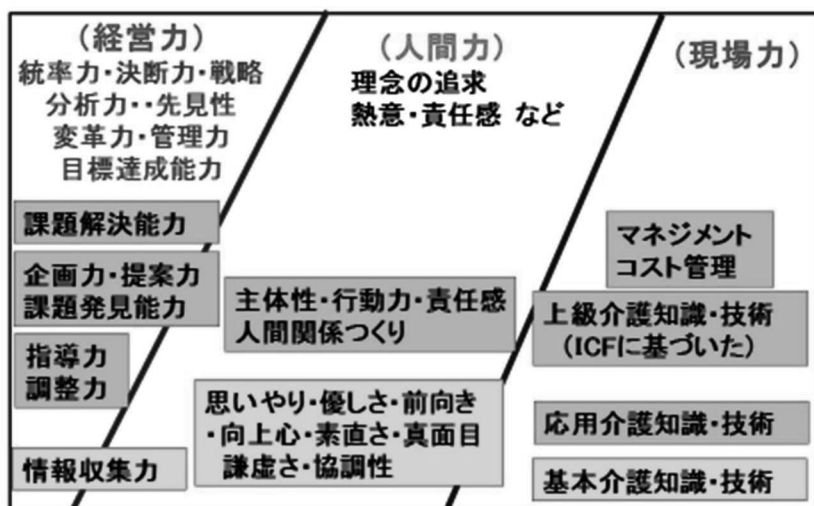 (経営力)
統率力・決断力・戦略
分析力・・先見性
変革力・管理力
目標達成能力
課題解決能力
企画力・提案力
課題発見能力
指導力
調整力
情報収集力
(人間力)
理念の追求
熱意・責任感 など
主体性・行動力・責任感
人間関係つくり
思いやり・優しさ・前向き
・向上心・素直さ・真面目
謙虚さ・協調性
(現場力)
マネジメント
コスト管理
上級介護知識・技術
(ICFに基づいた)
応用介護知識・技術
基本介護知識・技術